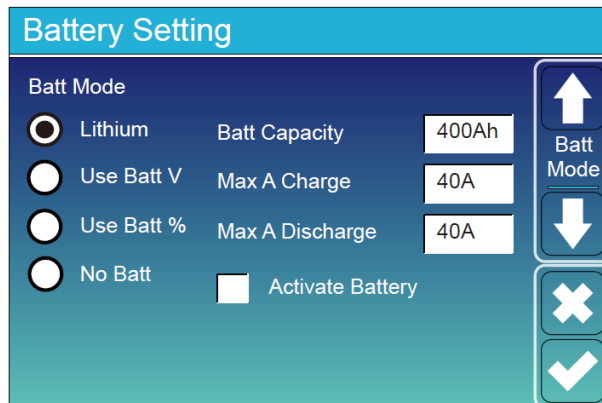 Battery Setting
Batt Mode
Lithium
Use Batt V
Use Batt %
No Batt
Batt Capacity 400Ah
Max A Charge 40A
Max A Discharge 40A
Activate Battery
Batt
Mode